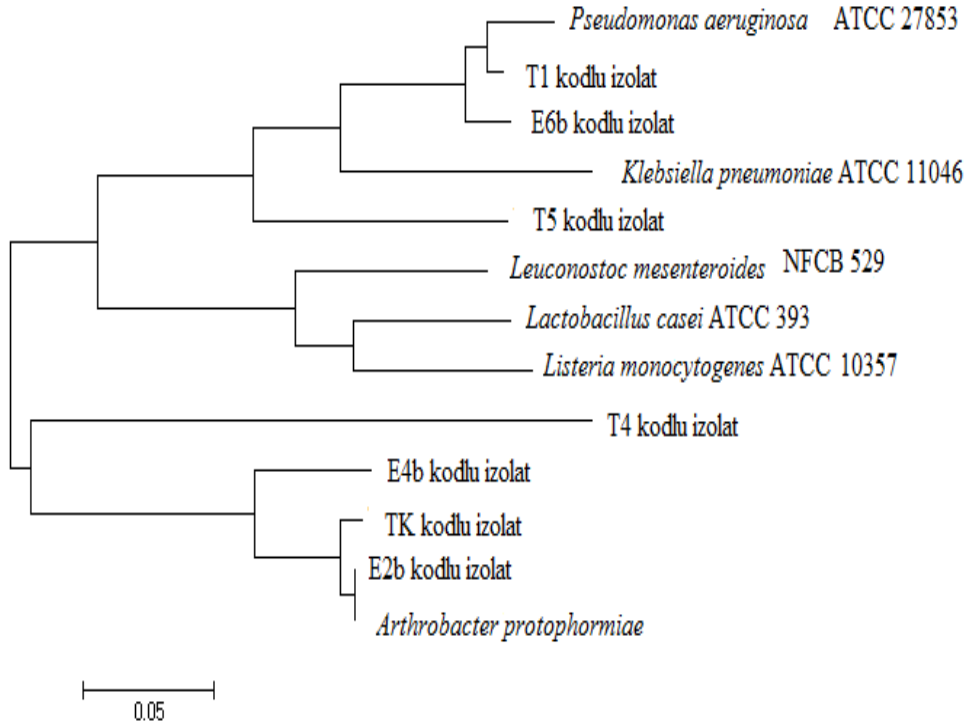 Pseudomonas aeruginosa ATCC 27853
T1 kodlu izolat
E6b kodlu izolat
Klebsiella pneumoniae ATCC 11046
T5 kodlu izolat
Leuconostoc mesenteroides NFCB 529
Lactobacillus casei ATCC 393
Listeria monocytogenes ATCC 10357
T4 kodlu izolat
E4b kodlu izolat
TK kodlu izolat
E2b kodlu izolat
Arthrobacter protophormiae
0.05